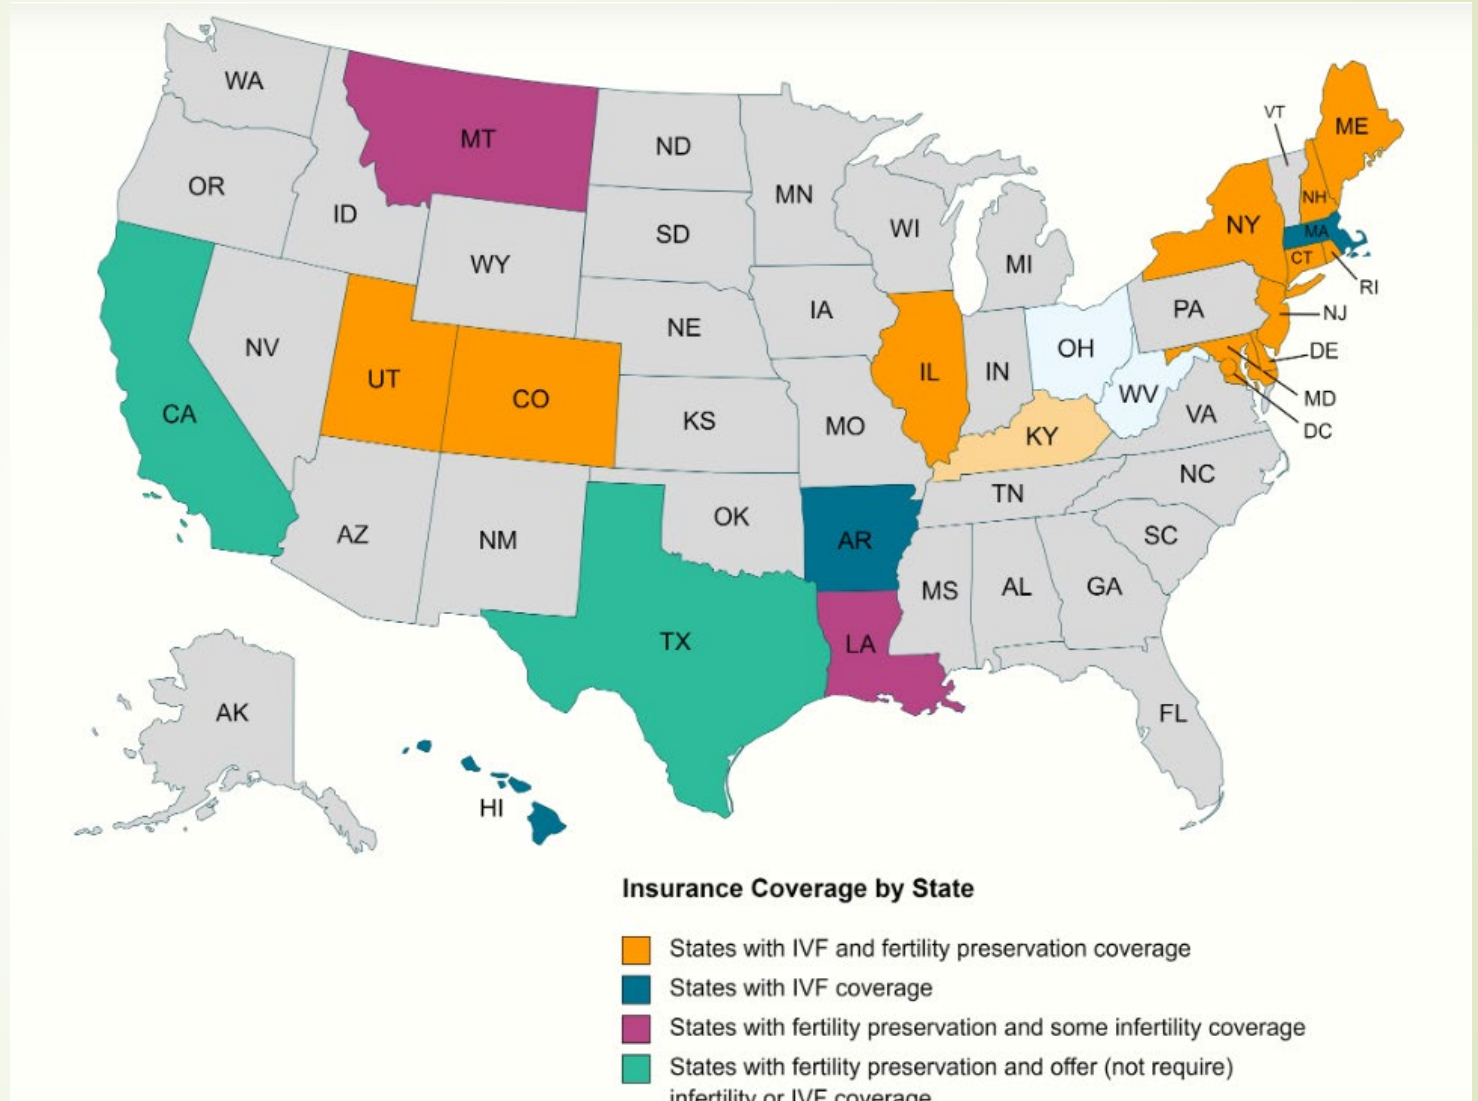 WA
MT
ND
MN
VT
ME
OR
ID
SD
WI
MI
NY
NH
MA
CT
RI
WY
IA
NE
PA
NJ
NV
UT
CO
IL
IN
OH
DE
CA
KS
MO
KY
WV
VA
MD
DC
AZ
NM
OK
AR
TN
NC
SC
TX
LA
MS
AL
GA
AK
FL
HI
Insurance Coverage by State
States with IVF and fertility preservation coverage
States with IVF coverage
States with fertility preservation and some infertility coverage
States with fertility preservation and offer (not require)
infertility or IVF coverage